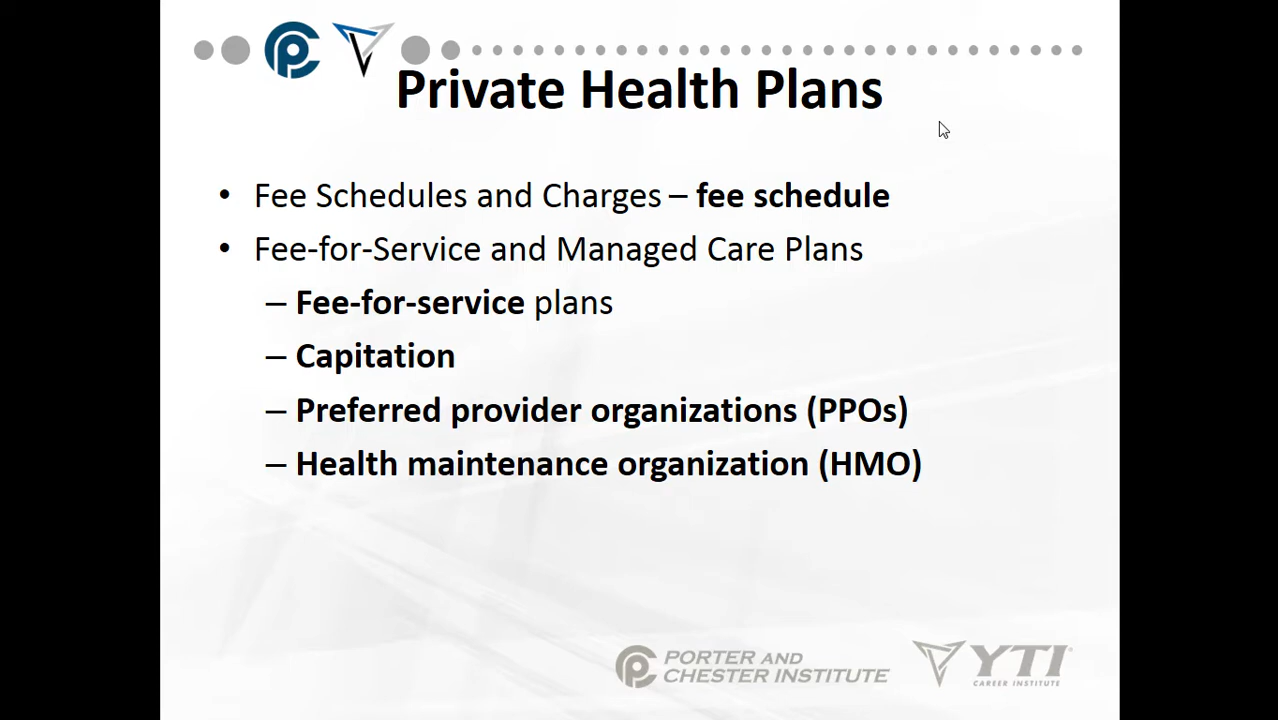 Private Health Plans
• Fee Schedules and Charges – fee schedule
• Fee-for-Service and Managed Care Plans
– Fee-for-service plans
– Capitation
– Preferred provider organizations (PPOs)
– Health maintenance organization (HMO)
PORTER AND
CHESTER INSTITUTE
YTI®
CAREER INSTITUTE